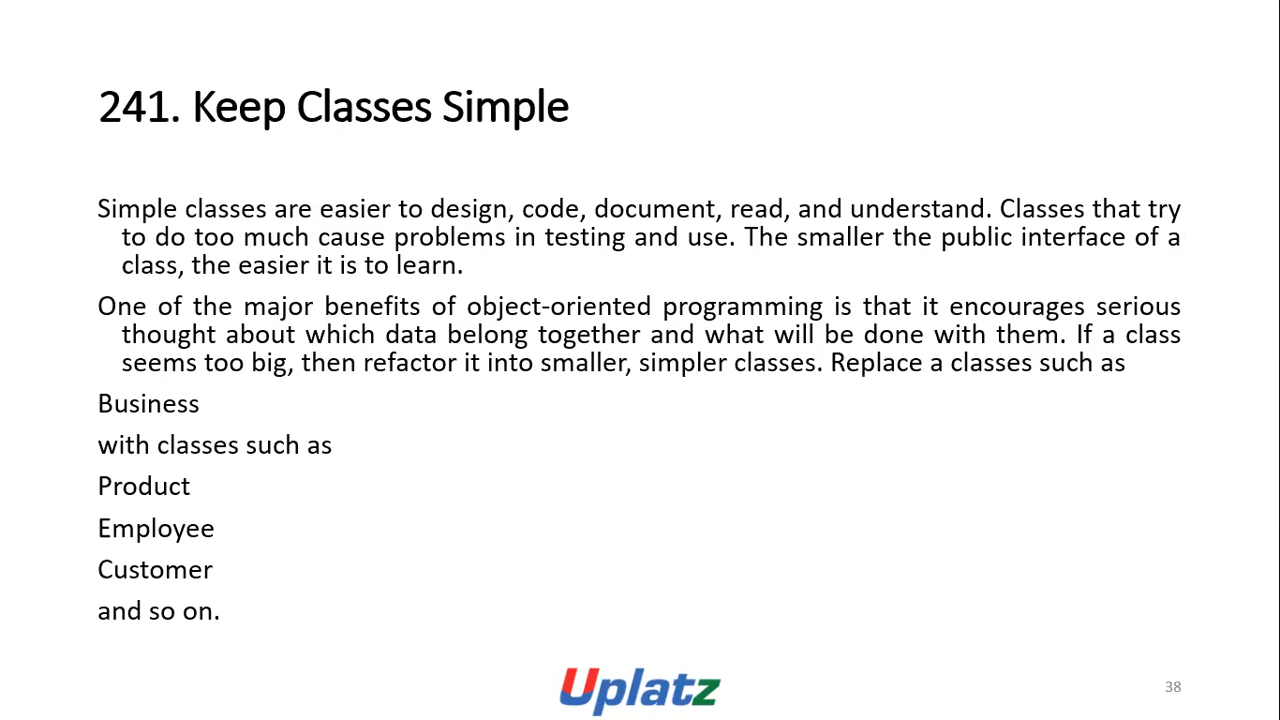 241. Keep Classes Simple
Simple classes are easier to design, code, document, read, and understand. Classes that try
to do too much cause problems in testing and use. The smaller the public interface of a
class, the easier it is to learn.
One of the major benefits of object-oriented programming is that it encourages serious
thought about which data belong together and what will be done with them. If a class
seems too big, then refactor it into smaller, simpler classes. Replace a classes such as
Business
with classes such as
Product
Employee
Customer
and so on.
Uplatz
38